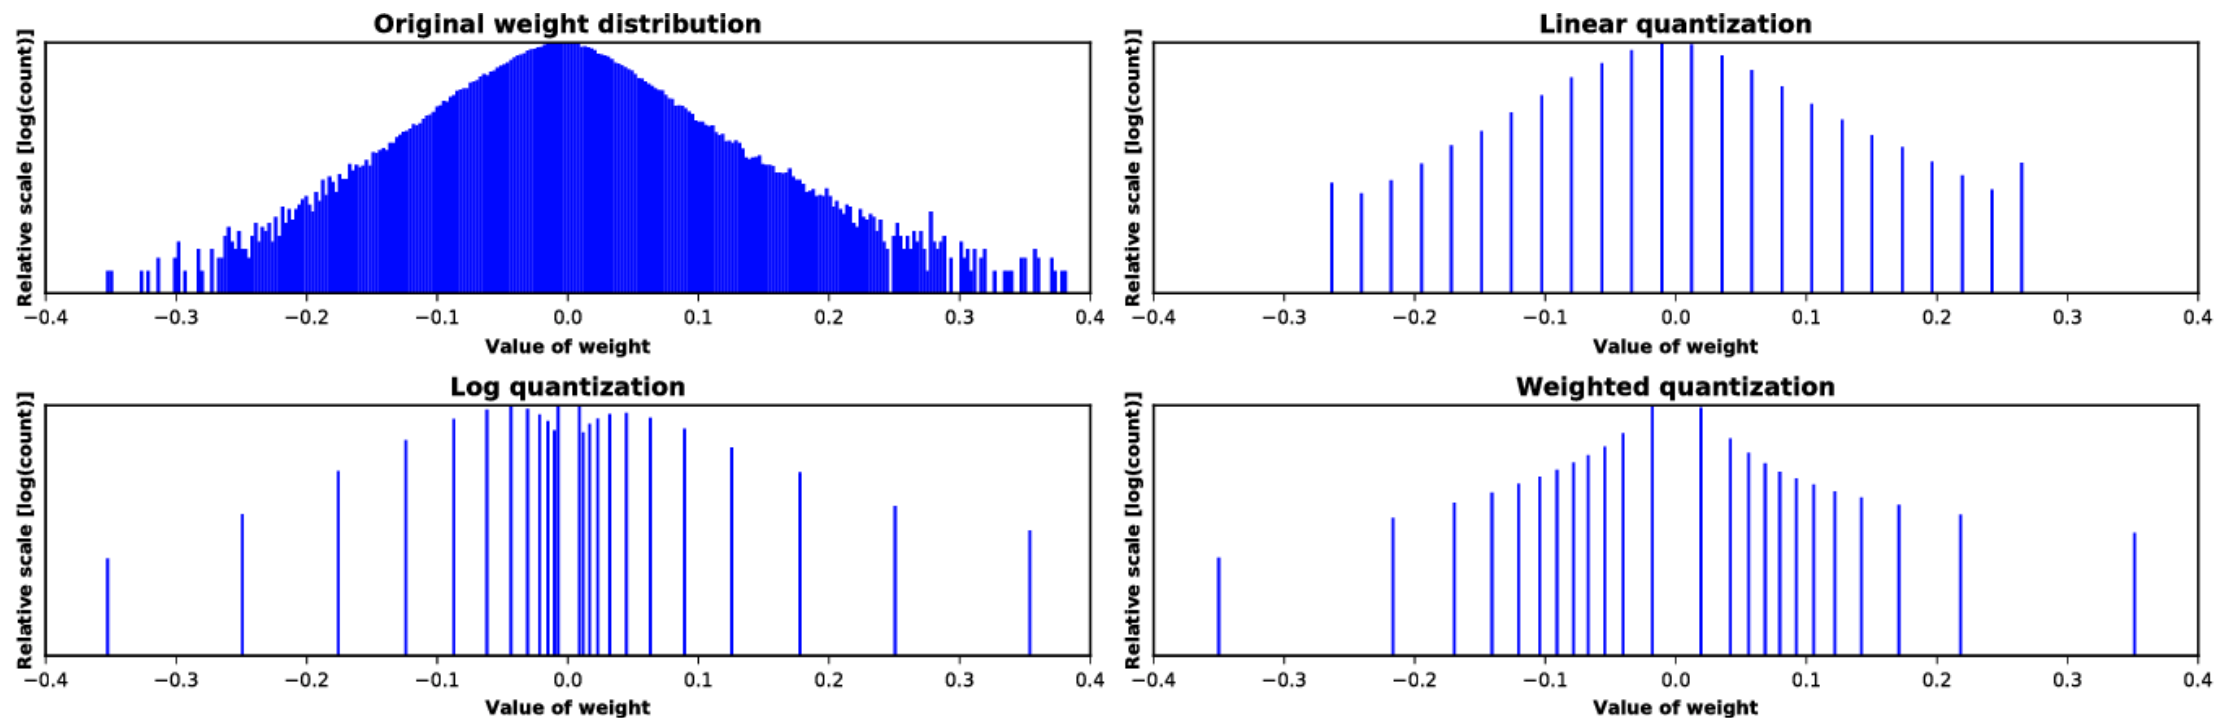 Original weight distribution
Relative scale [log(count)]
−0.4 −0.3 −0.2 −0.1 0.0 0.1 0.2 0.3 0.4
Value of weight
Linear quantization
Relative scale [log(count)]
−0.4 −0.3 −0.2 −0.1 0.0 0.1 0.2 0.3 0.4
Value of weight
Log quantization
Relative scale [log(count)]
−0.4 −0.3 −0.2 −0.1 0.0 0.1 0.2 0.3 0.4
Value of weight
Weighted quantization
Relative scale [log(count)]
−0.4 −0.3 −0.2 −0.1 0.0 0.1 0.2 0.3 0.4
Value of weight